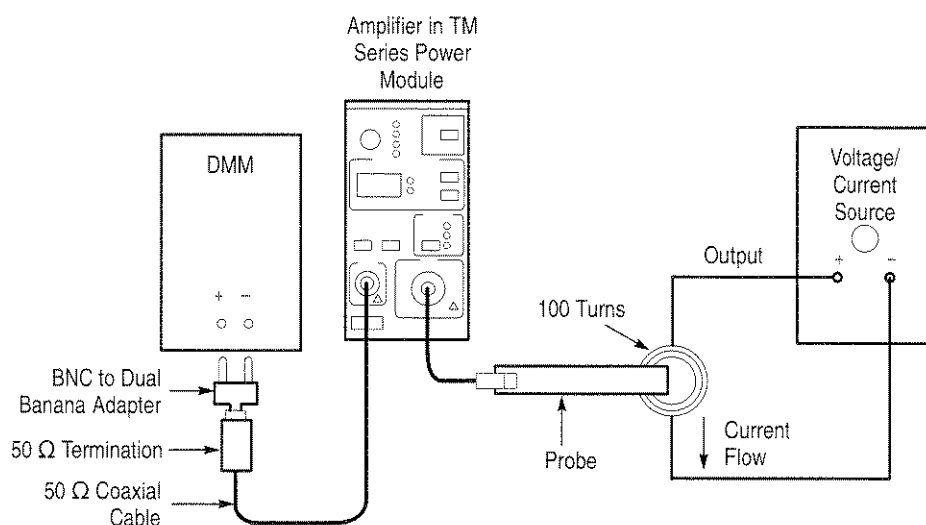 Amplifier in TM
Series Power
Module
DMM
+ −
Voltage/
Current
Source
+ −
Output
100 Turns
BNC to Dual
Banana Adapter
50 Ω Termination
50 Ω Coaxial
Cable
Probe
Current
Flow